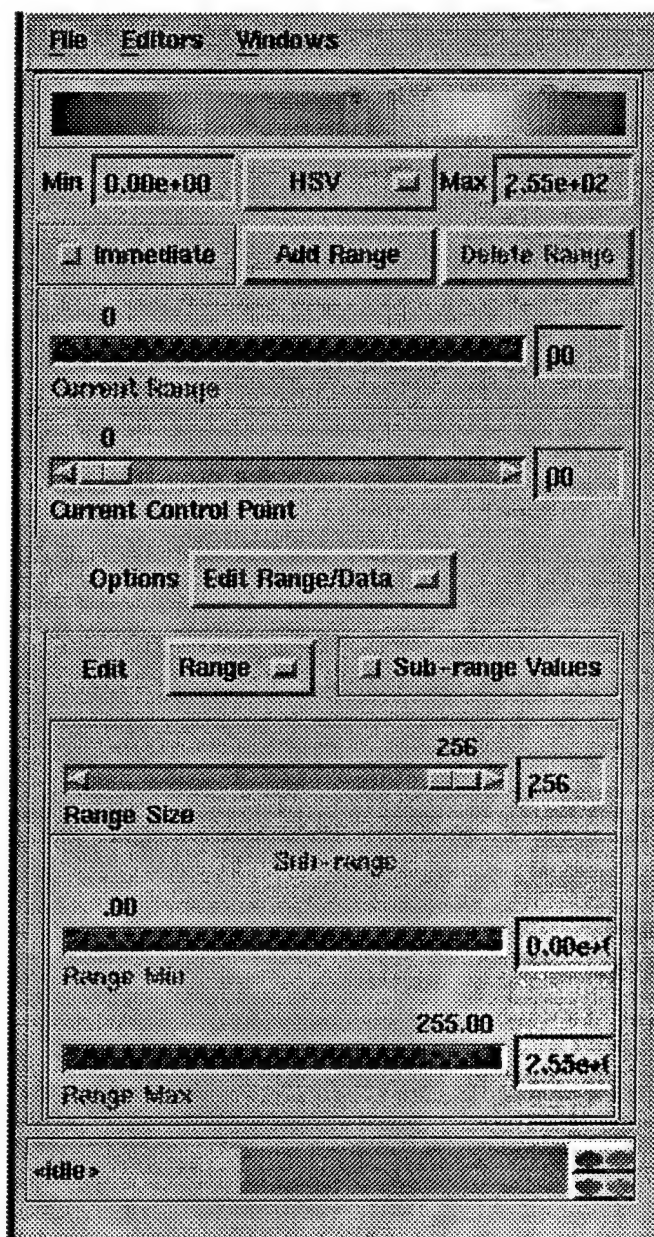 File Editors Windows
Min 0.00e+00 HSV Max 2.55e+02
Immediate Add Range Delete Range
0
00
Current Range
0
00
Current Control Point
Options Edit Range/Data
Edit Range Sub-range Values
256
256
Range Size
Sub-range
.00
0.00e+0
Range Min
255.00
2.55e+0
Range Max
<idle>